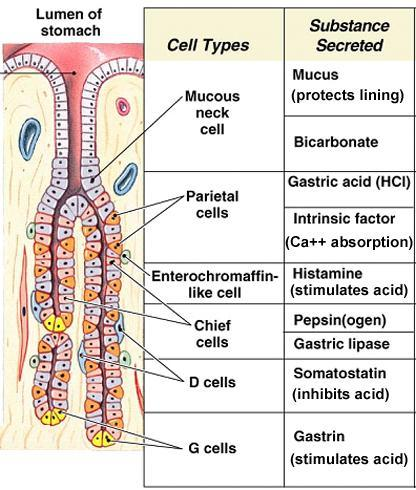 Lumen of
stomach
Cell Types
Substance
Secreted
Mucous
neck
cell
Mucus
(protects lining)
Bicarbonate
Parietal
cells
Gastric acid (HCl)
Intrinsic factor
(Ca++ absorption)
Enterochromaffin-
like cell
Histamine
(stimulates acid)
Chief
cells
Pepsin(ogen)
Gastric lipase
D cells
Somatostatin
(inhibits acid)
G cells
Gastrin
(stimulates acid)